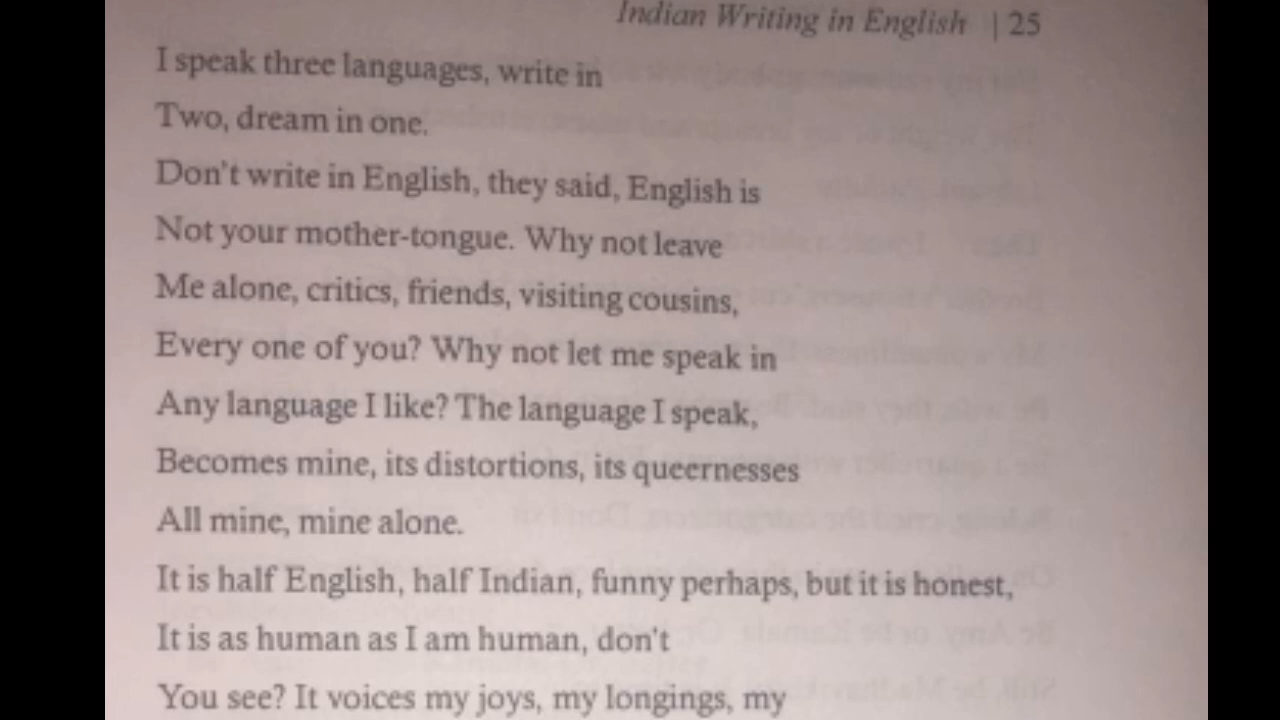 Indian Writing in English | 25
I speak three languages, write in
Two, dream in one.
Don't write in English, they said, English is
Not your mother-tongue. Why not leave
Me alone, critics, friends, visiting cousins,
Every one of you? Why not let me speak in
Any language I like? The language I speak,
Becomes mine, its distortions, its queernesses
All mine, mine alone.
It is half English, half Indian, funny perhaps, but it is honest,
It is as human as I am human, don't
You see? It voices my joys, my longings, my